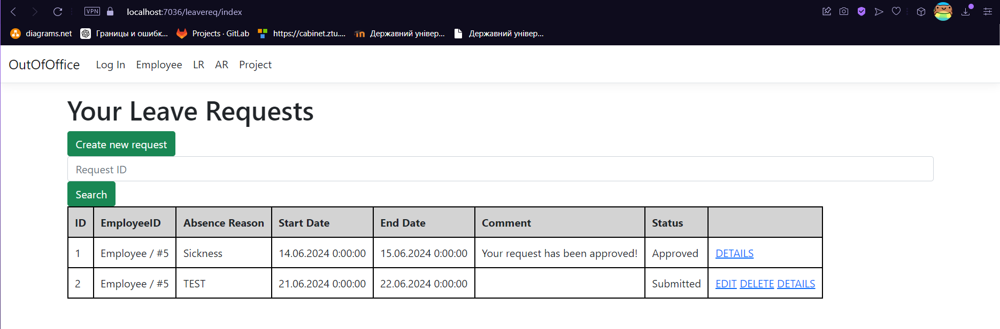 VPN localhost:7036/leavereq/index
diagrams.net Границы и ошибк... Projects · GitLab https://cabinet.ztu.... Державний універ... Державний універ...
OutOfOffice Log In Employee LR AR Project
Your Leave Requests
Create new request
Request ID
Search
ID EmployeeID Absence Reason Start Date End Date Comment Status
1 Employee / #5 Sickness 14.06.2024 0:00:00 15.06.2024 0:00:00 Your request has been approved! Approved DETAILS
2 Employee / #5 TEST 21.06.2024 0:00:00 22.06.2024 0:00:00 Submitted EDIT DELETE DETAILS